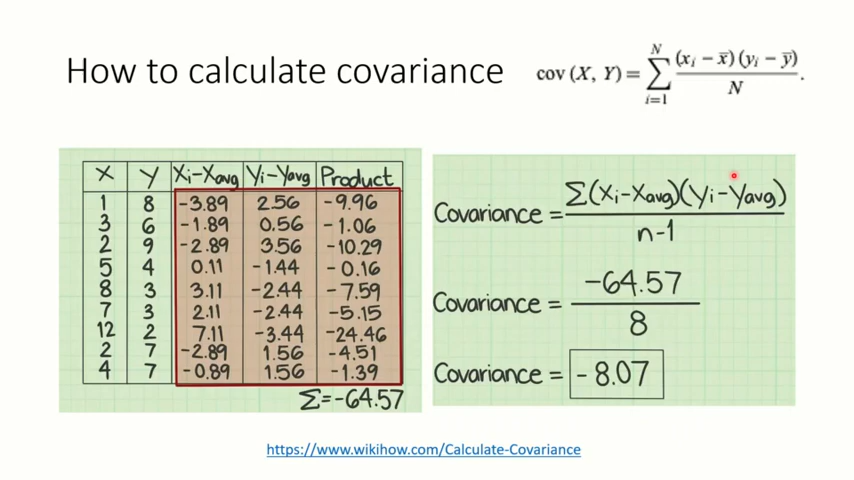 How to calculate covariance
cov (X, Y) = N ∑ i=1 (x_i − x̄) (y_i − ȳ) / N .
X Y Xi-Xavg Yi-Yavg Product
1 8 -3.89 2.56 -9.96
3 6 -1.89 0.56 -1.06
2 9 -2.89 3.56 -10.29
5 4 0.11 -1.44 -0.16
8 3 3.11 -2.44 -7.59
7 3 2.11 -2.44 -5.15
12 2 7.11 -3.44 -24.46
2 7 -2.89 1.56 -4.51
4 7 -0.89 1.56 -1.39
Σ=-64.57
Covariance = Σ(Xi-Xavg)(Yi-Yavg) / n-1
Covariance = -64.57 / 8
Covariance = -8.07
https://www.wikihow.com/Calculate-Covariance